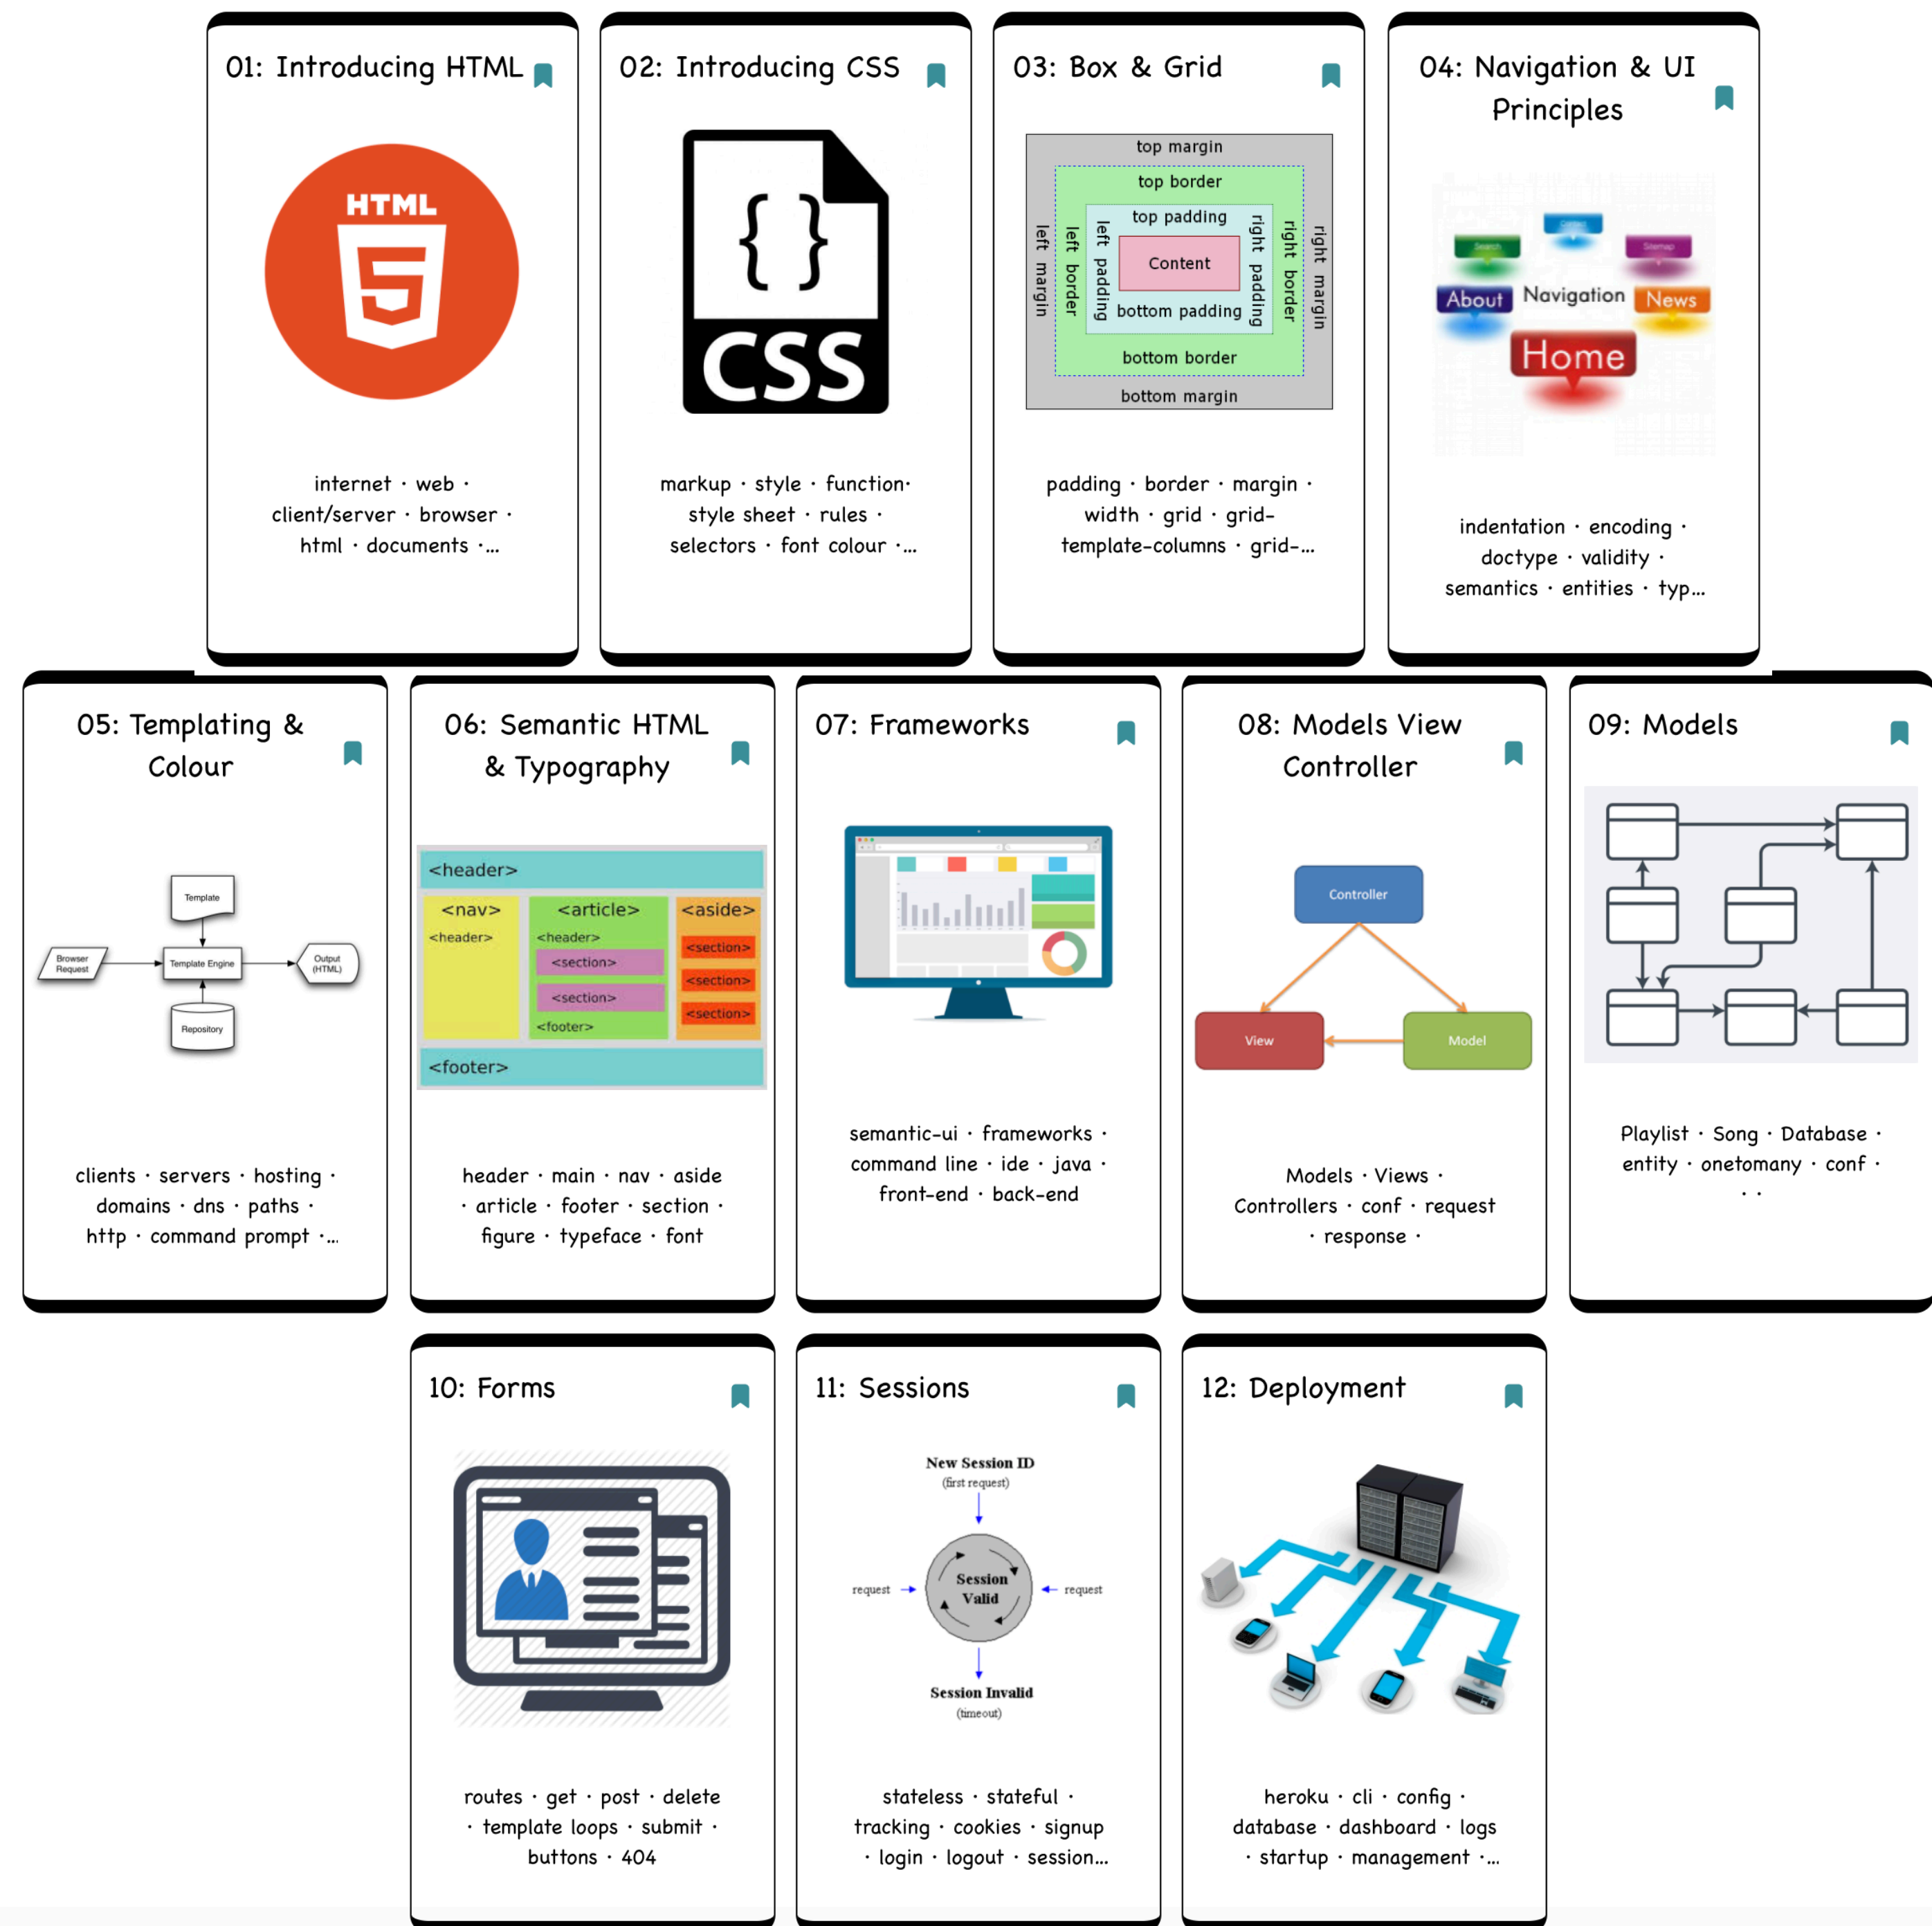 01: Introducing HTML
HTML
5
internet · web ·
client/server · browser ·
html · documents ·...
02: Introducing CSS
{ }
CSS
markup · style · function·
style sheet · rules ·
selectors · font colour ·...
03: Box & Grid
top margin
top border
top padding
left margin
left border
left padding
Content
right padding
right border
right margin
bottom padding
bottom border
bottom margin
padding · border · margin ·
width · grid · grid-
template-columns · grid-...
04: Navigation & UI
Principles
Contact
Search
Sitemap
About
Navigation
News
Home
indentation · encoding ·
doctype · validity ·
semantics · entities · typ...
05: Templating &
Colour
Template
Browser
Request
Template Engine
Output
(HTML)
Repository
clients · servers · hosting ·
domains · dns · paths ·
http · command prompt ·...
06: Semantic HTML
& Typography
<header>
<nav>
<header>
<article>
<header>
<section>
<section>
<footer>
<aside>
<section>
<section>
<section>
<footer>
header · main · nav · aside
· article · footer · section ·
figure · typeface · font
07: Frameworks
semantic-ui · frameworks ·
command line · ide · java ·
front-end · back-end
08: Models View
Controller
Controller
View
Model
Models · Views ·
Controllers · conf · request
· response ·
09: Models
Playlist · Song · Database ·
entity · onetomany · conf ·
· ·
10: Forms
routes · get · post · delete
· template loops · submit ·
buttons · 404
11: Sessions
New Session ID
(first request)
request
Session
Valid
request
Session Invalid
(timeout)
stateless · stateful ·
tracking · cookies · signup
· login · logout · session...
12: Deployment
heroku · cli · config ·
database · dashboard · logs
· startup · management ·...